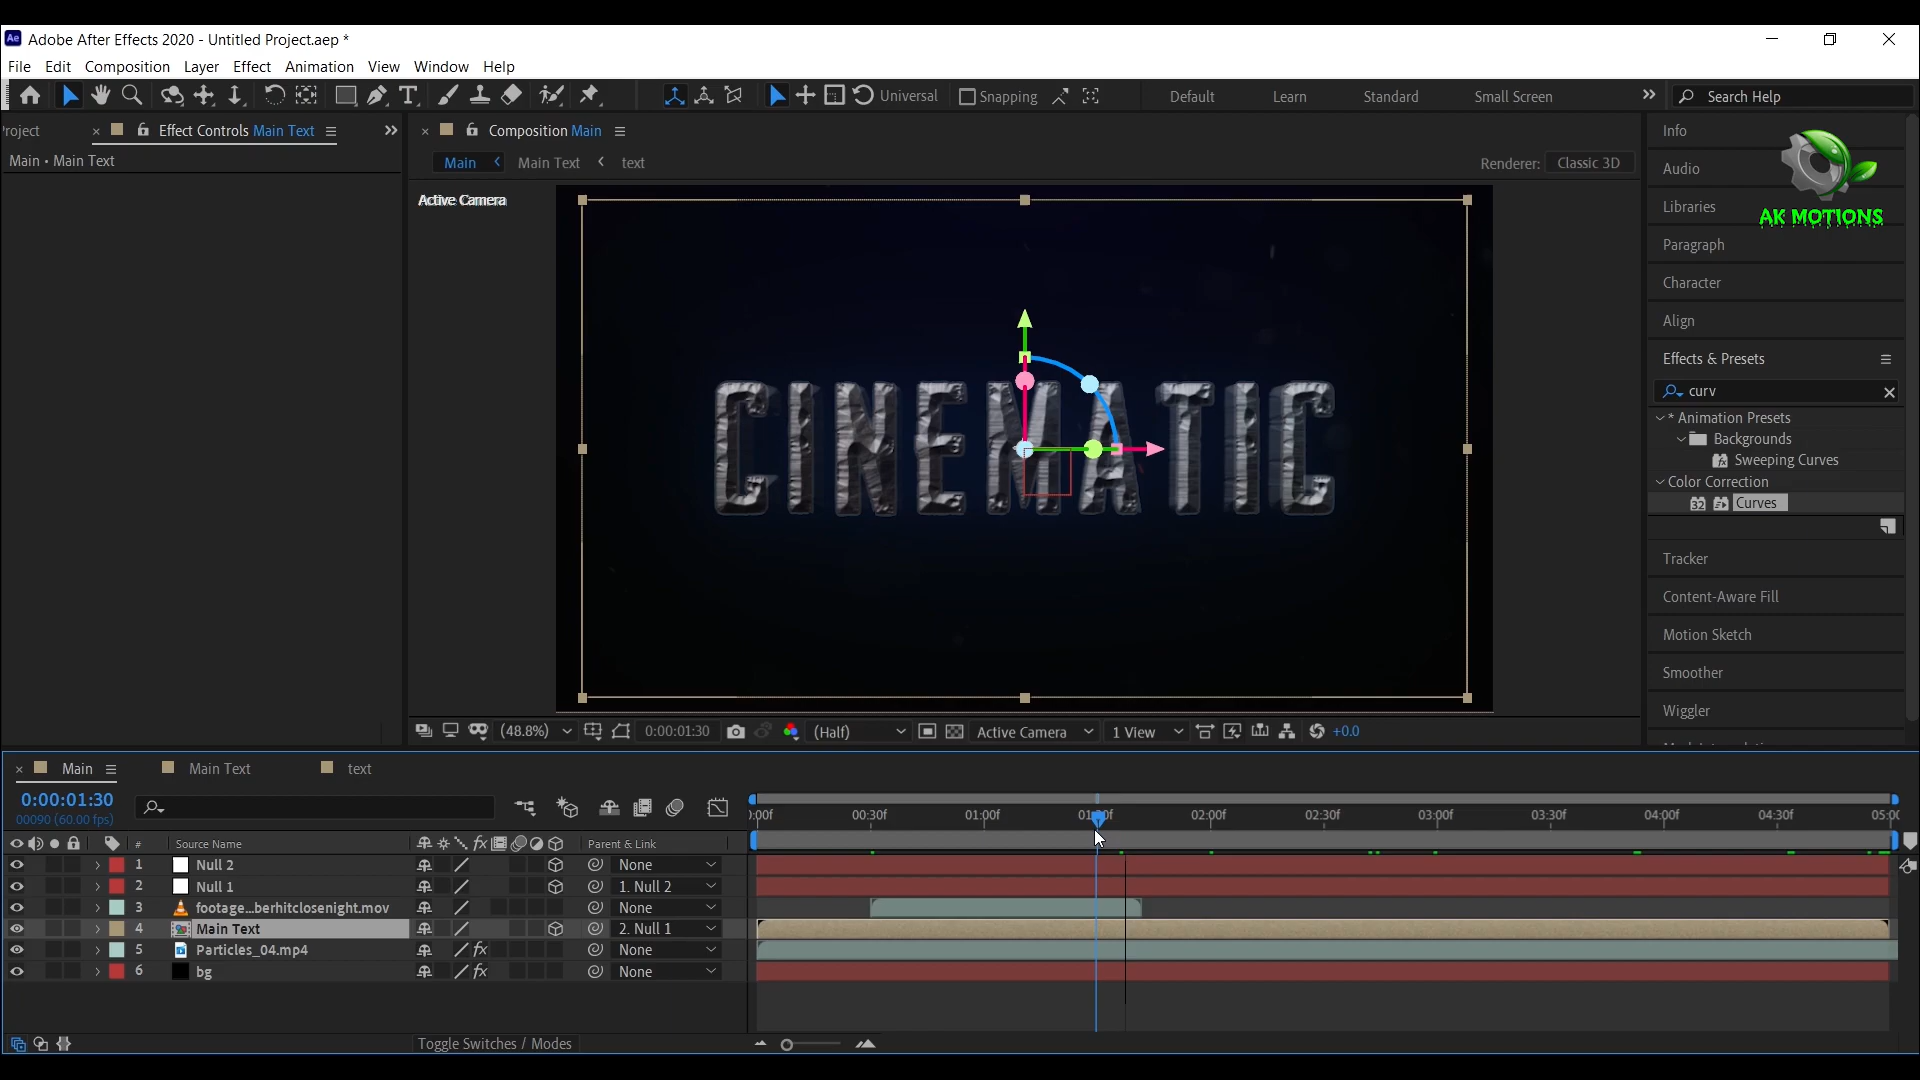 Ae Adobe After Effects 2020 - Untitled Project.aep *
File Edit Composition Layer Effect Animation View Window Help
Universal Snapping Default Learn Standard Small Screen Search Help
roject Effect Controls Main Text
Main • Main Text
Composition Main
Main Main Text text
Renderer: Classic 3D
Active Camera
CINEMATIC
(48.8%) 0:00:01:30 (Half) Active Camera 1 View +0.0
Info
Audio
Libraries
Paragraph
Character
Align
AK MOTIONS
Effects & Presets
curv
* Animation Presets
Backgrounds
Sweeping Curves
Color Correction
32 Curves
Tracker
Content-Aware Fill
Motion Sketch
Smoother
Wiggler
Main Main Text text
0:00:01:30
00090 (60.00 fps)
):00f 00:30f 01:00f 02:00f 02:30f 03:00f 03:30f 04:00f 04:30f 05:00
# Source Name fx Parent & Link
1 Null 2 None
2 Null 1 1. Null 2
3 footage...berhitclosenight.mov None
4 Main Text 2. Null 1
5 Particles_04.mp4 fx None
6 bg fx None
Toggle Switches / Modes